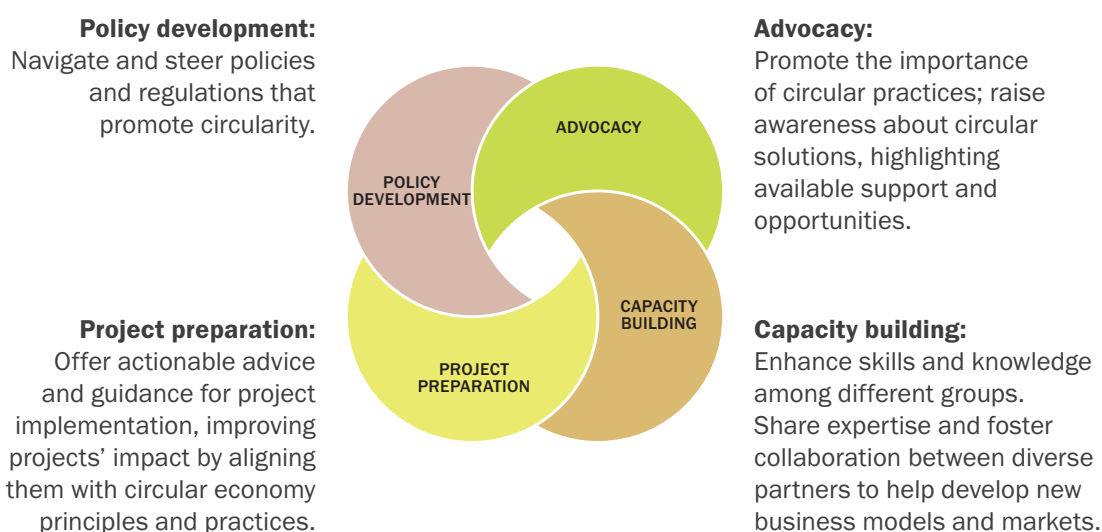 Policy development:
Navigate and steer policies
and regulations that
promote circularity.
Advocacy:
Promote the importance
of circular practices; raise
awareness about circular
solutions, highlighting
available support and
opportunities.
ADVOCACY
POLICY
DEVELOPMENT
CAPACITY
BUILDING
PROJECT
PREPARATION
Project preparation:
Offer actionable advice
and guidance for project
implementation, improving
projects’ impact by aligning
them with circular economy
principles and practices.
Capacity building:
Enhance skills and knowledge
among different groups.
Share expertise and foster
collaboration between diverse
partners to help develop new
business models and markets.